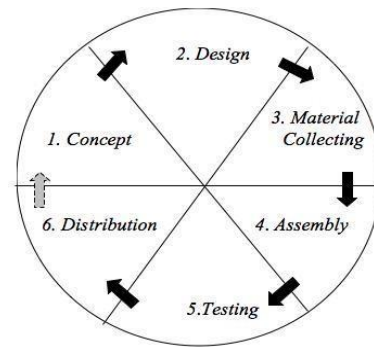 1. Concept
2. Design
3. Material
Collecting
4. Assembly
5.Testing
6. Distribution